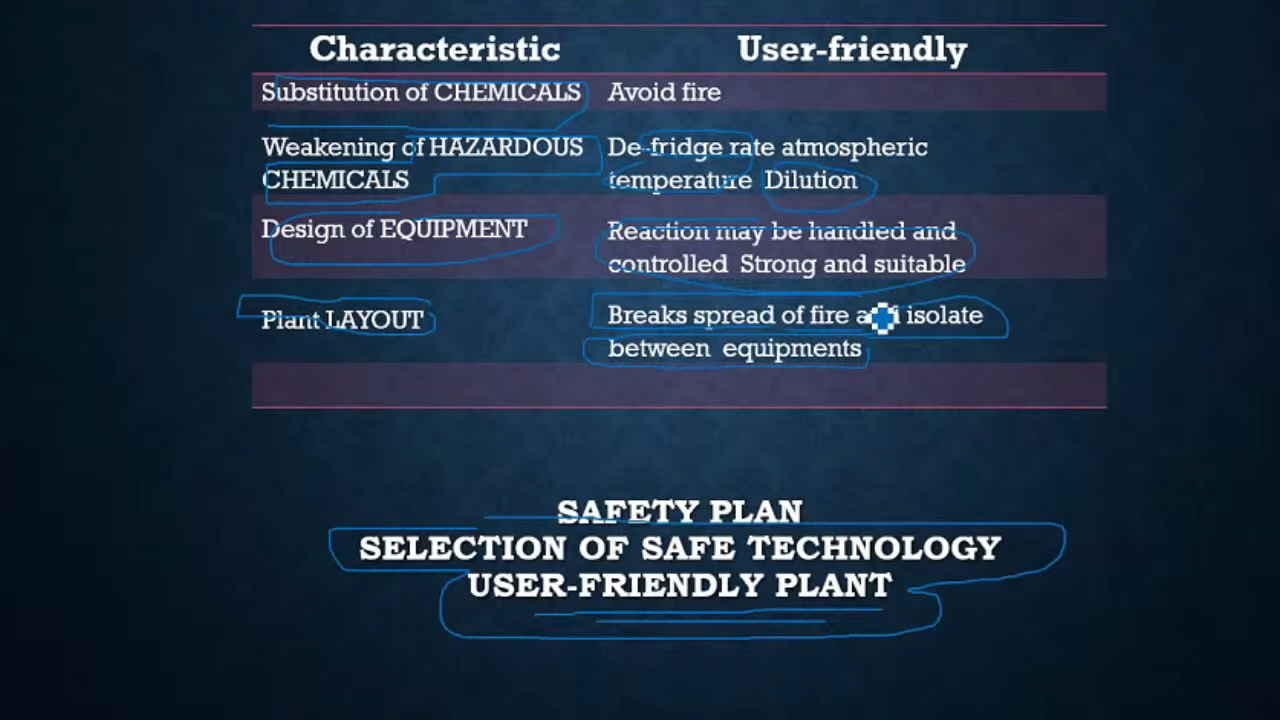 Characteristic User-friendly
Substitution of CHEMICALS Avoid fire
Weakening of HAZARDOUS De-fridge rate atmospheric
CHEMICALS temperature Dilution
Design of EQUIPMENT Reaction may be handled and
controlled Strong and suitable
Plant LAYOUT Breaks spread of fire isolate
between equipments
SAFETY PLAN
SELECTION OF SAFE TECHNOLOGY
USER-FRIENDLY PLANT